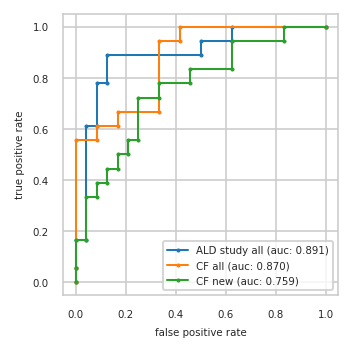 1.0
0.8
0.6
0.4
0.2
0.0
true positive rate
ALD study all (auc: 0.891)
CF all (auc: 0.870)
CF new (auc: 0.759)
0.0 0.2 0.4 0.6 0.8 1.0
false positive rate